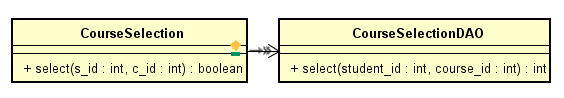 CourseSelection
+ select(s_id : int, c_id : int) : boolean
CourseSelectionDAO
+ select(student_id : int, course_id : int) : int